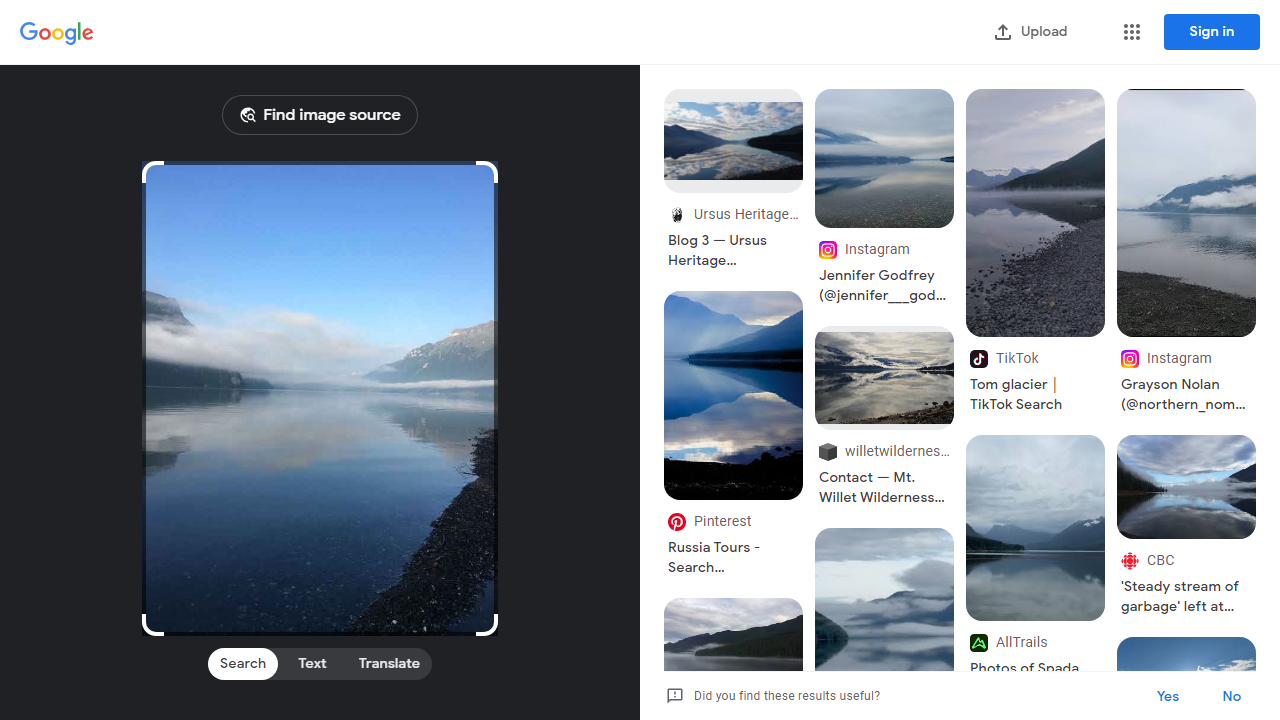 Google
Upload
Sign in
Find image source
Search
Text
Translate
Ursus Heritage...
Blog 3 — Ursus
Heritage...
Pinterest
Russia Tours -
Search...
Instagram
Jennifer Godfrey
(@jennifer___god...
willetwildernes...
Contact — Mt.
Willet Wilderness...
TikTok
Tom glacier |
TikTok Search
AllTrails
Photos of Spada
Instagram
Grayson Nolan
(@northern_nom...
CBC
'Steady stream of
garbage' left at...
Did you find these results useful?
Yes
No